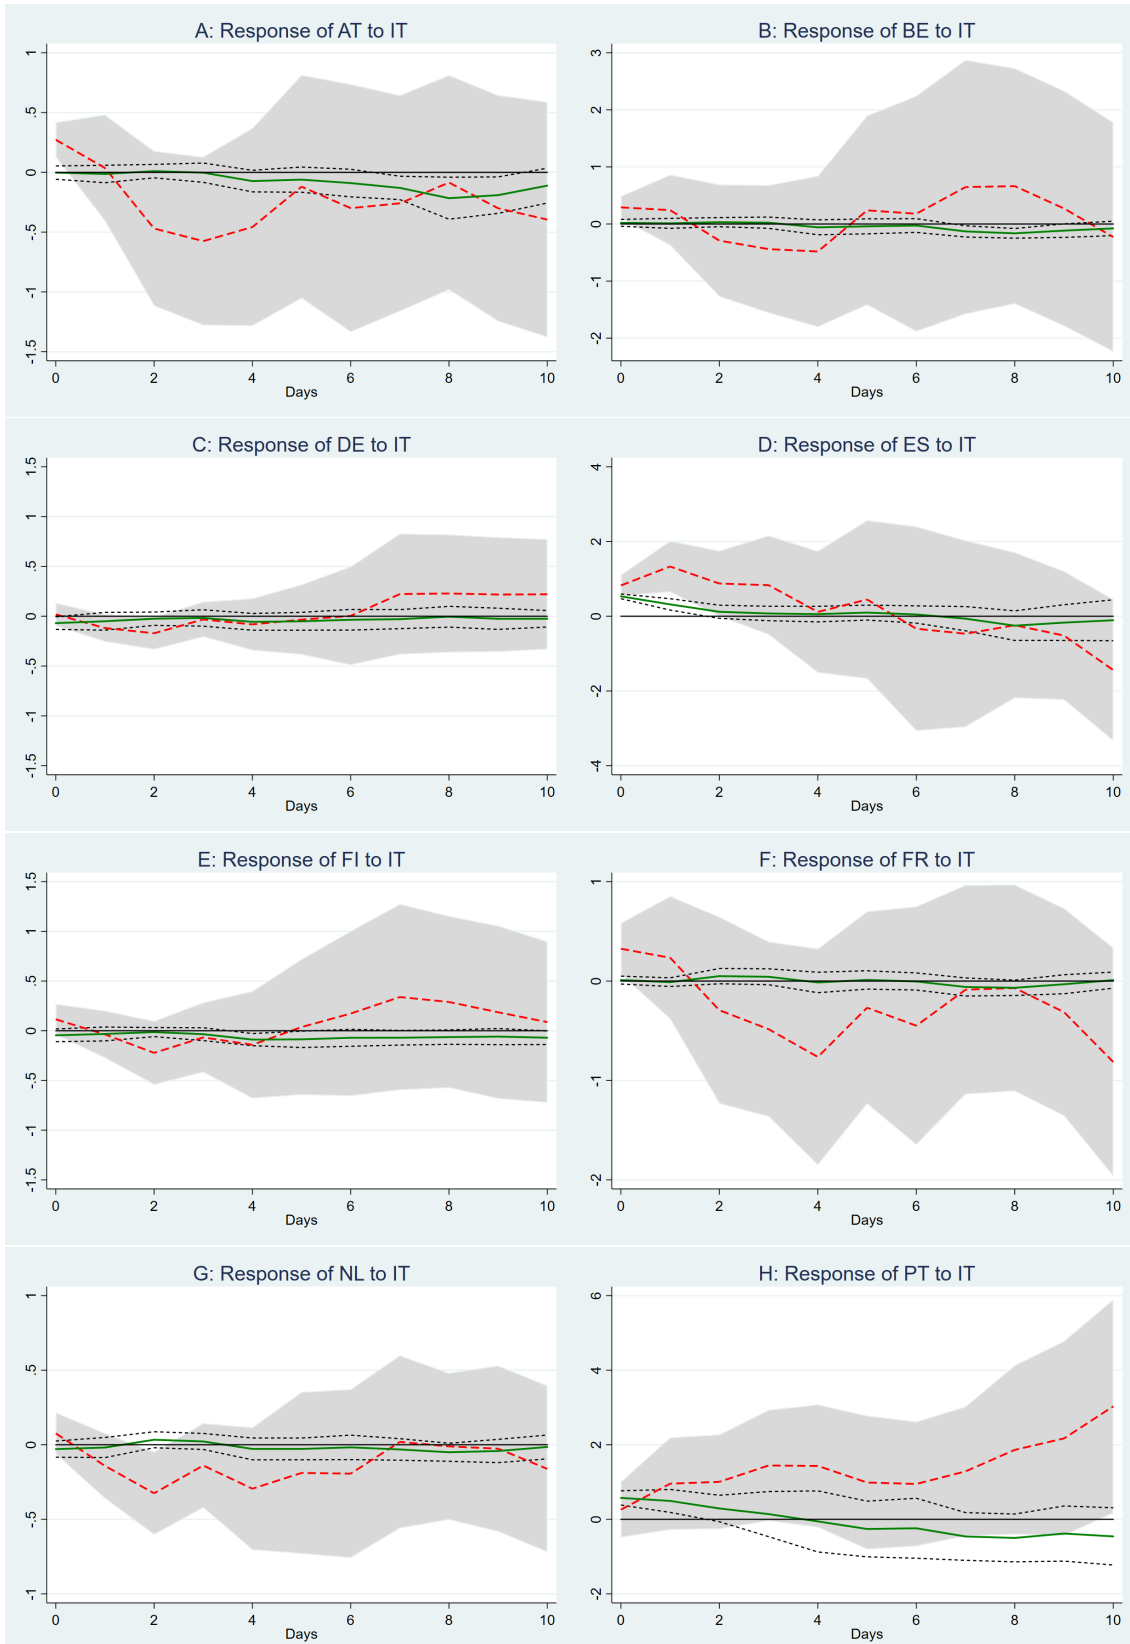 A: Response of AT to IT
1
.5
0
-.5
-1
-1.5
0 2 4 6 8 10
Days
B: Response of BE to IT
3
2
1
0
-1
-2
0 2 4 6 8 10
Days
C: Response of DE to IT
1.5
1
.5
0
-.5
-1
-1.5
0 2 4 6 8 10
Days
D: Response of ES to IT
4
2
0
-2
-4
0 2 4 6 8 10
Days
E: Response of FI to IT
1.5
1
.5
0
-.5
-1
-1.5
0 2 4 6 8 10
Days
F: Response of FR to IT
1
0
-1
-2
0 2 4 6 8 10
Days
G: Response of NL to IT
1
.5
0
-.5
-1
0 2 4 6 8 10
Days
H: Response of PT to IT
6
4
2
0
-2
0 2 4 6 8 10
Days